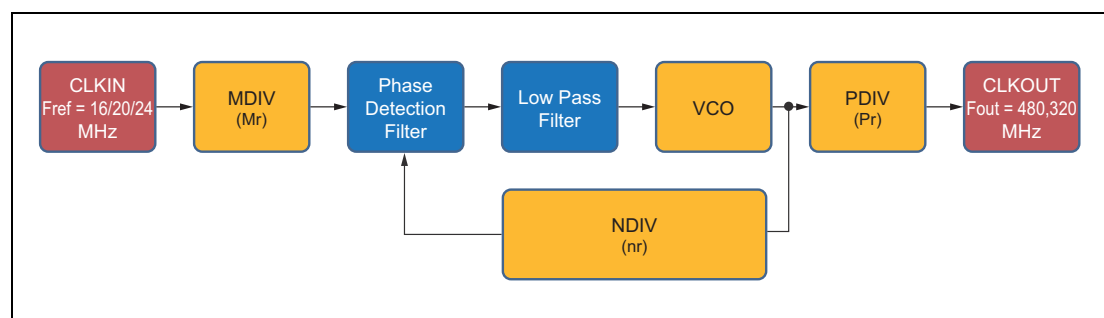 CLKIN
Fref = 16/20/24
MHz
MDIV
(Mr)
Phase
Detection
Filter
Low Pass
Filter
VCO
PDIV
(Pr)
CLKOUT
Fout = 480,320
MHz
NDIV
(nr)